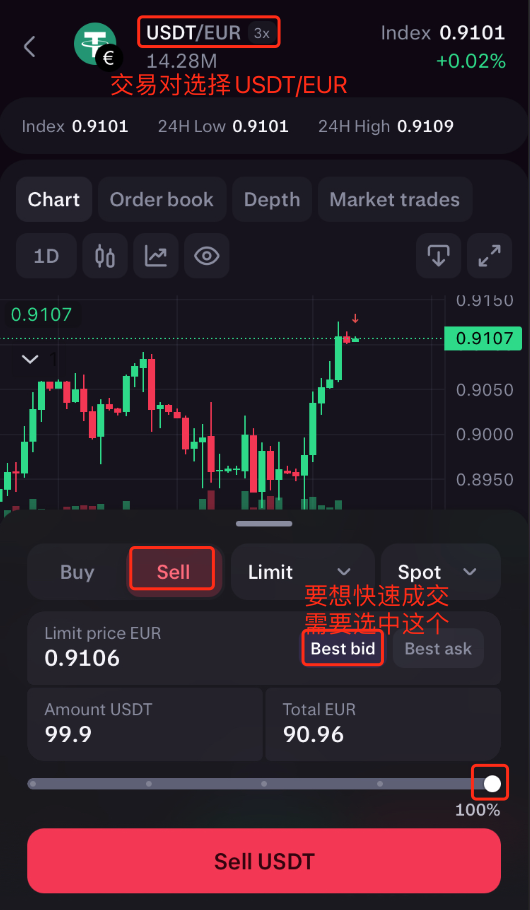 USDT/EUR 3x
14.28M
Index 0.9101
+0.02%
交易对选择USDT/EUR
Index 0.9101 24H Low 0.9101 24H High 0.9109
Chart Order book Depth Market trades
1D
0.9107
1
0.9150
0.9107
0.9050
0.9000
0.8950
Buy Sell Limit Spot
要想快速成交
需要选中这个
Limit price EUR
0.9106
Best bid Best ask
Amount USDT
99.9
Total EUR
90.96
100%
Sell USDT